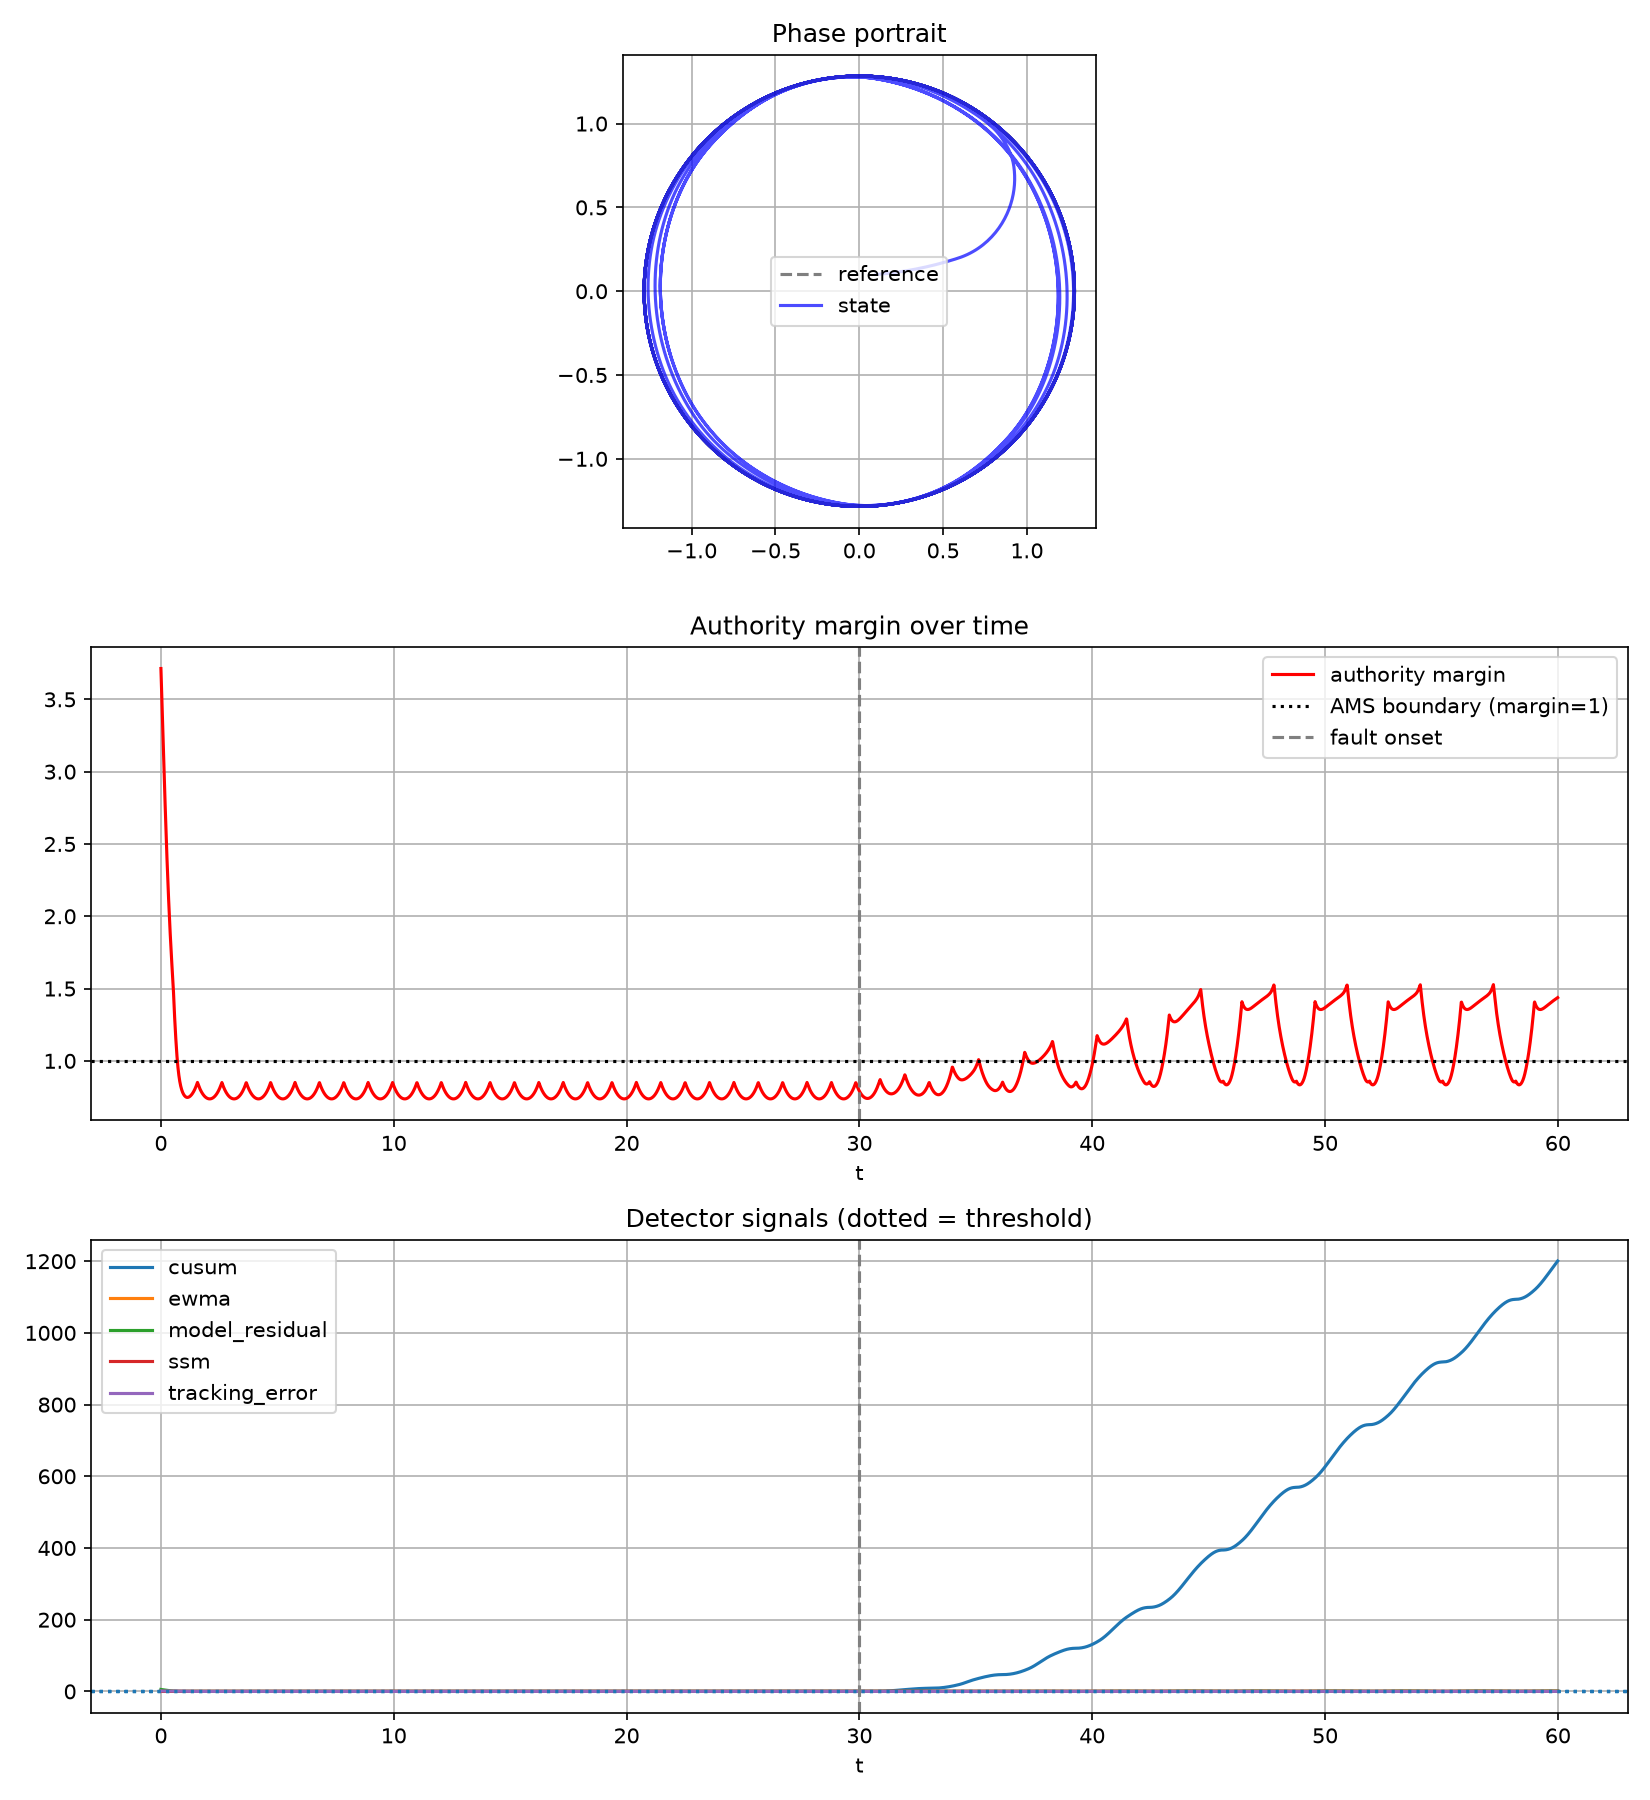 Phase portrait
1.0
0.5
0.0
−0.5
−1.0
reference
state
−1.0 −0.5 0.0 0.5 1.0
Authority margin over time
3.5
3.0
2.5
2.0
1.5
1.0
authority margin
AMS boundary (margin=1)
fault onset
0 10 20 30 40 50 60
t
Detector signals (dotted = threshold)
1200
1000
800
600
400
200
0
cusum
ewma
model_residual
ssm
tracking_error
0 10 20 30 40 50 60
t